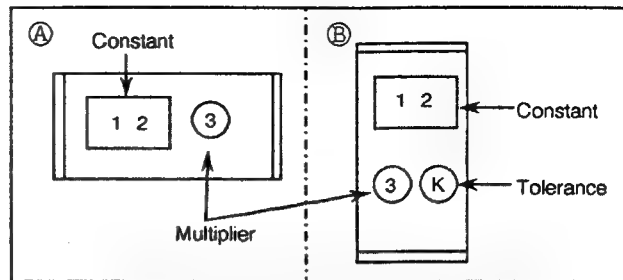 A
Constant
1 2
3
Multiplier
B
1 2
Constant
3 K
Tolerance